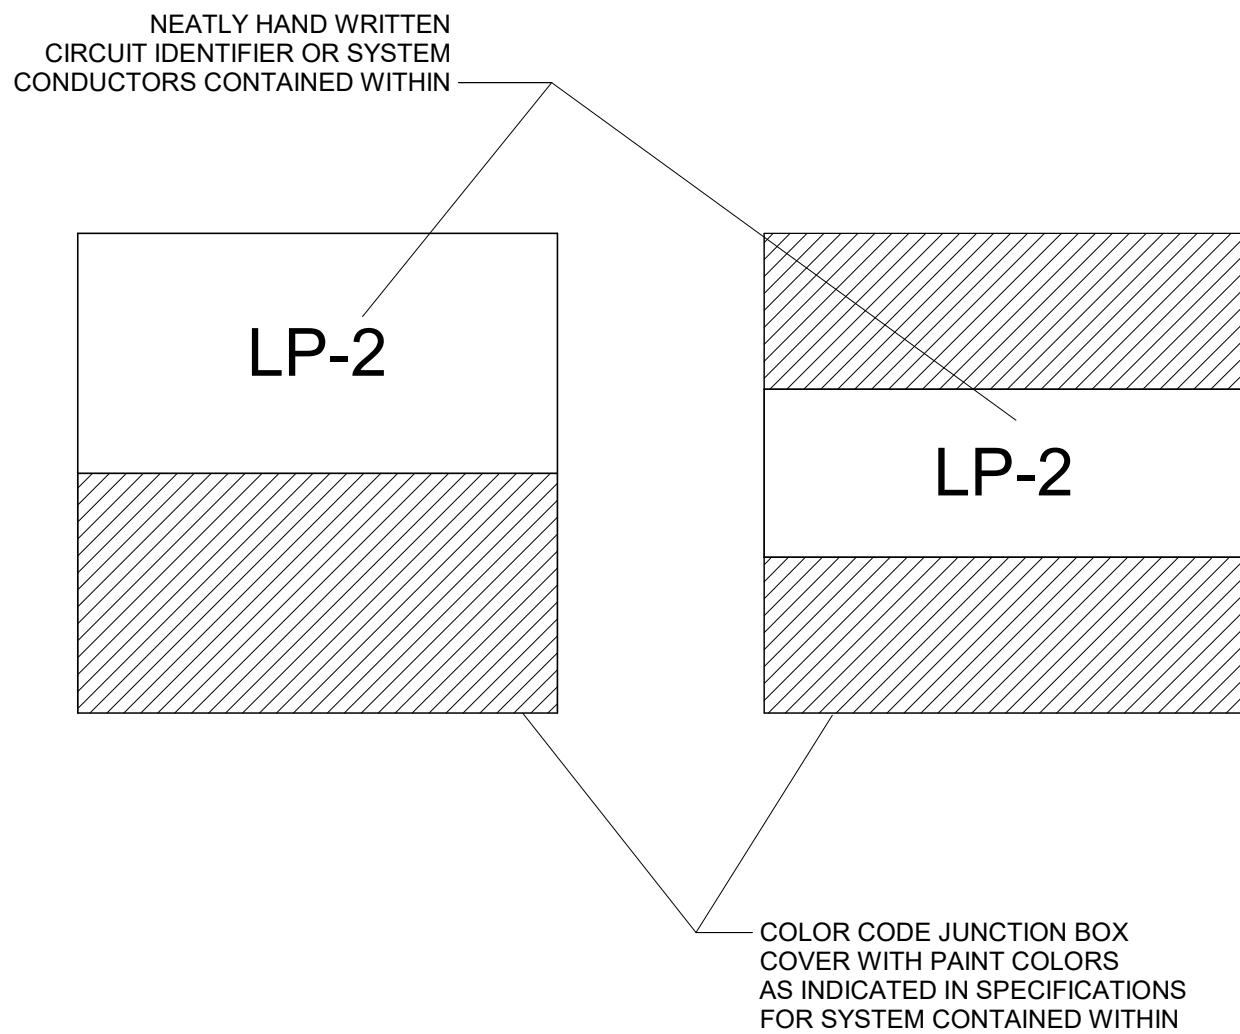 NEATLY HAND WRITTEN
CIRCUIT IDENTIFIER OR SYSTEM
CONDUCTORS CONTAINED WITHIN
LP-2
LP-2
COLOR CODE JUNCTION BOX
COVER WITH PAINT COLORS
AS INDICATED IN SPECIFICATIONS
FOR SYSTEM CONTAINED WITHIN